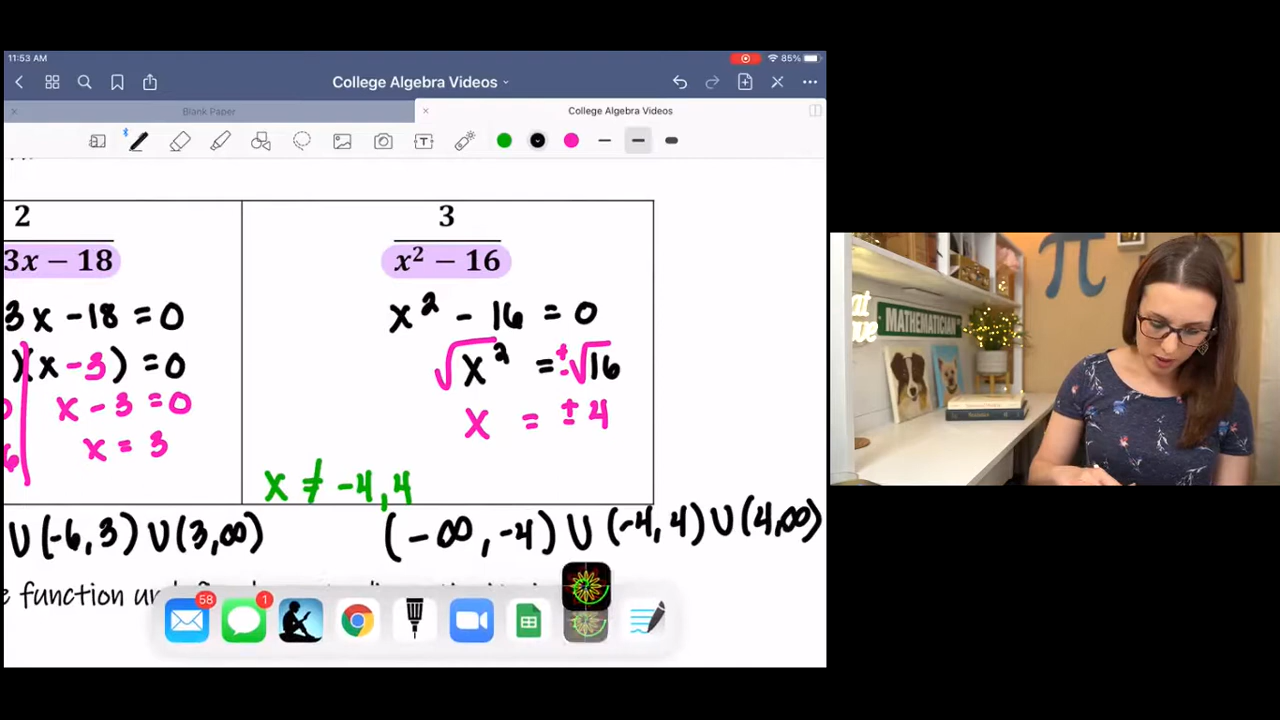 11:53 AM
85%
College Algebra Videos
Blank Paper
College Algebra Videos
2
3x − 18
3x - 18 = 0
)(x - 3) = 0
x - 3 = 0
x = 3
3
x² − 16
x² - 16 = 0
√x² = ±√16
x = ± 4
x ≠ -4, 4
∪ (-6, 3) ∪ (3, ∞)
(-∞, -4) ∪ (-4, 4) ∪ (4, ∞)
e function un
58
1
MATHEMATICIAN
π
at